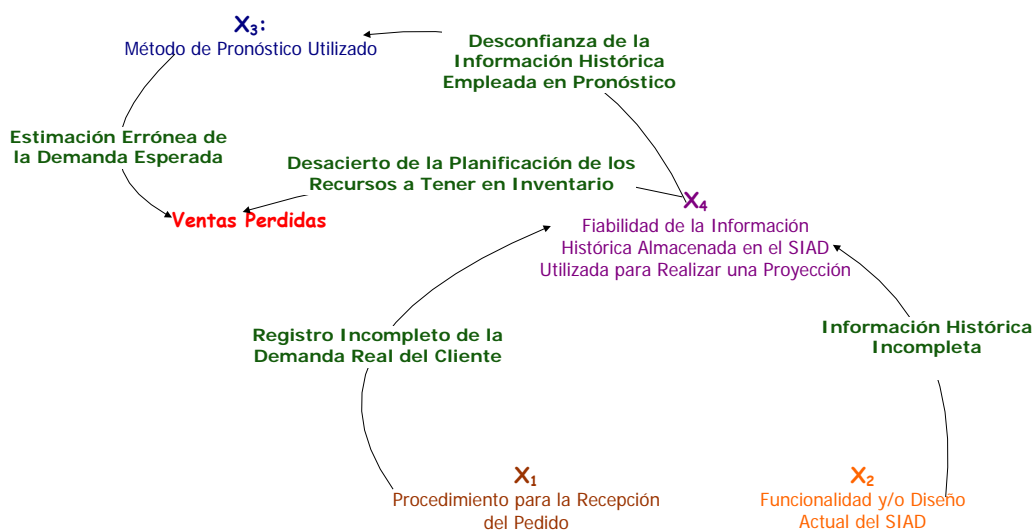 X₃:
Método de Pronóstico Utilizado
Desconfianza de la
Información Histórica
Empleada en Pronóstico
Estimación Errónea de
la Demanda Esperada
Desacierto de la Planificación de los
Recursos a Tener en Inventario
Ventas Perdidas
X₄
Fiabilidad de la Información
Histórica Almacenada en el SIAD
Utilizada para Realizar una Proyección
Registro Incompleto de la
Demanda Real del Cliente
Información Histórica
Incompleta
X₁
Procedimiento para la Recepción
del Pedido
X₂
Funcionalidad y/o Diseño
Actual del SIAD